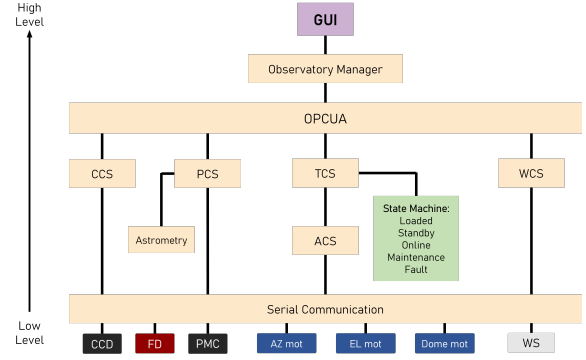 High
Level
GUI
Observatory Manager
OPCUA
CCS
PCS
TCS
WCS
State Machine:
Loaded
Standby
Online
Maintenance
Fault
Astrometry
ACS
Serial Communication
Low
Level
CCD
FD
PMC
AZ mot
EL mot
Dome mot
WS